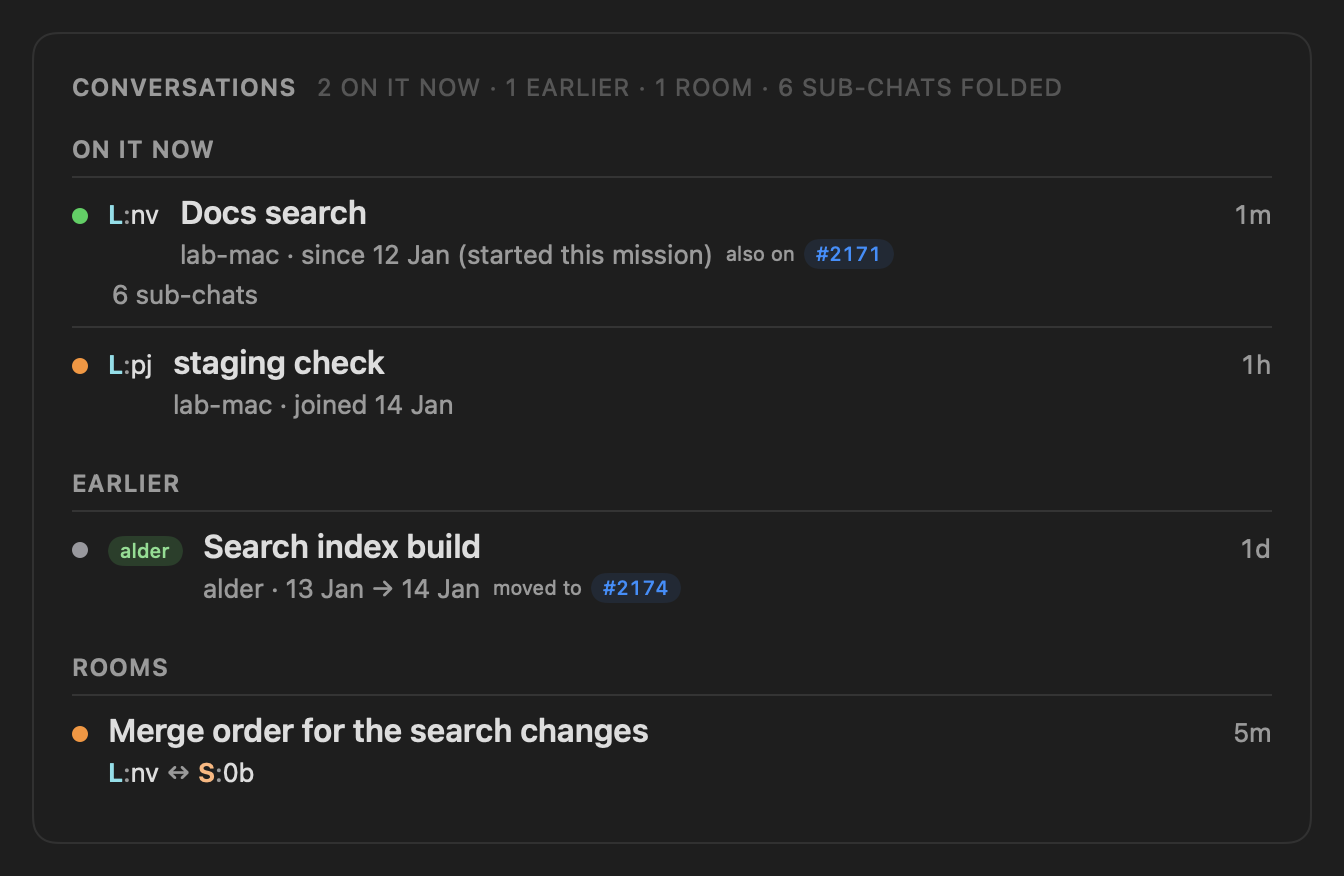 CONVERSATIONS 2 ON IT NOW · 1 EARLIER · 1 ROOM · 6 SUB-CHATS FOLDED
ON IT NOW
L:nv Docs search 1m
lab-mac · since 12 Jan (started this mission) also on #2171
6 sub-chats
L:pj staging check 1h
lab-mac · joined 14 Jan
EARLIER
alder Search index build 1d
alder · 13 Jan → 14 Jan moved to #2174
ROOMS
Merge order for the search changes 5m
L:nv ↔ S:0b